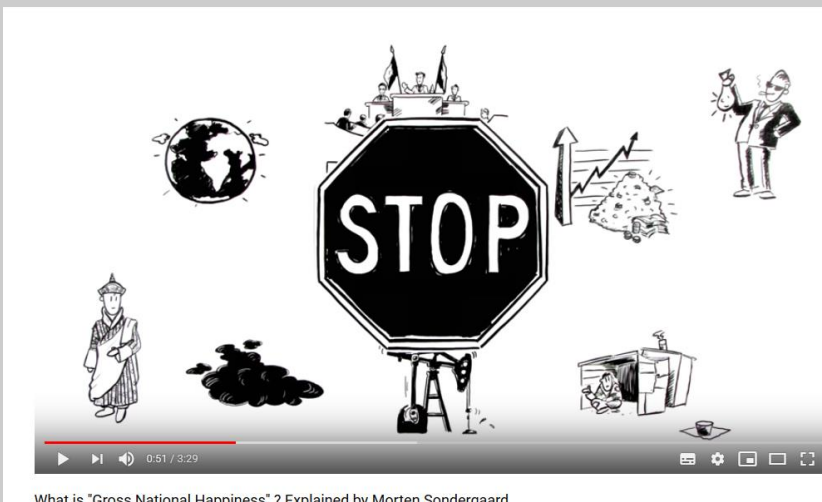 STOP
0:51 / 3:29
What is "Gross National Happiness" ? Explained by Morten Sondergaard